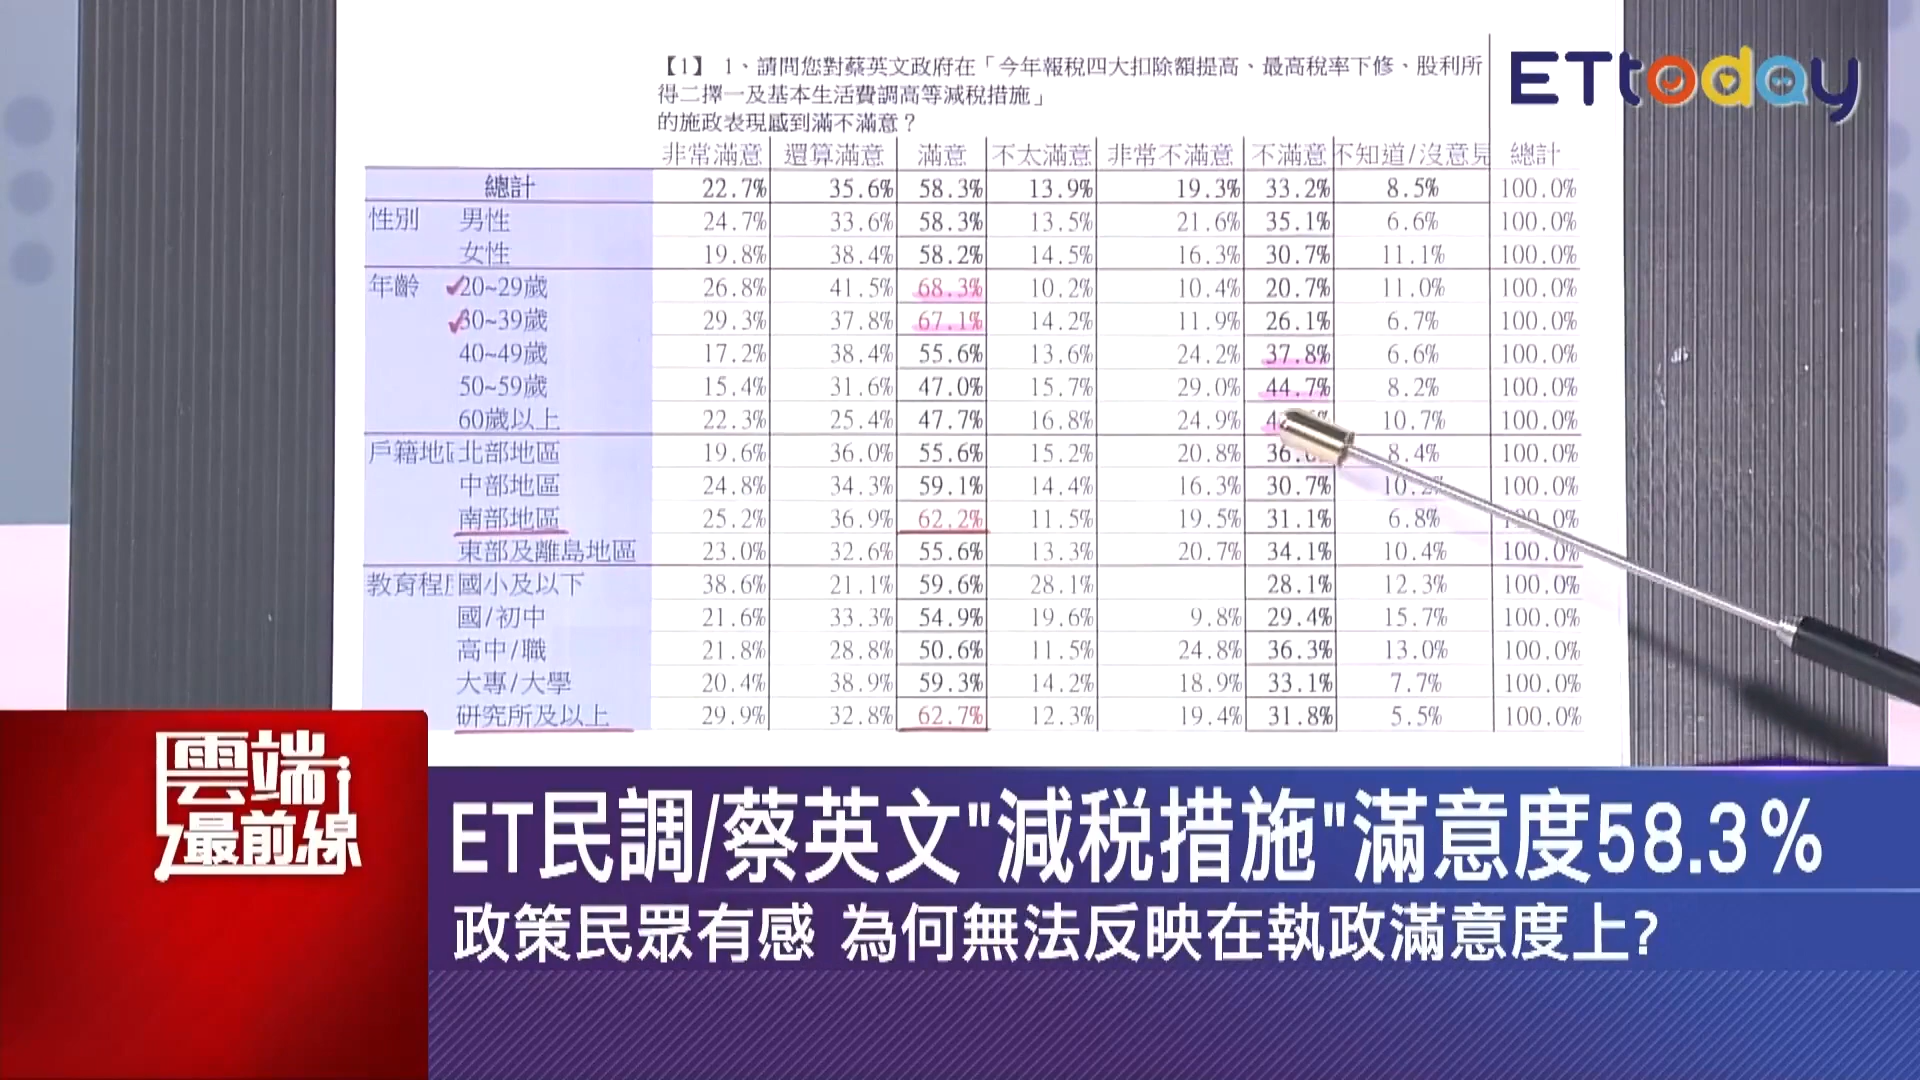 【1】 1、請問您對蔡英文政府在「今年報稅四大扣除額提高、最高稅率下修、股利所
得二擇一及基本生活費調高等減稅措施」
的施政表現感到滿不滿意？
ETtoday
非常滿意 還算滿意 滿意 不太滿意 非常不滿意 不滿意 不知道/沒意見 總計
總計 22.7% 35.6% 58.3% 13.9% 19.3% 33.2% 8.5% 100.0%
性別 男性 24.7% 33.6% 58.3% 13.5% 21.6% 35.1% 6.6% 100.0%
女性 19.8% 38.4% 58.2% 14.5% 16.3% 30.7% 11.1% 100.0%
年齡 20~29歲 26.8% 41.5% 68.3% 10.2% 10.4% 20.7% 11.0% 100.0%
30~39歲 29.3% 37.8% 67.1% 14.2% 11.9% 26.1% 6.7% 100.0%
40~49歲 17.2% 38.4% 55.6% 13.6% 24.2% 37.8% 6.6% 100.0%
50~59歲 15.4% 31.6% 47.0% 15.7% 29.0% 44.7% 8.2% 100.0%
60歲以上 22.3% 25.4% 47.7% 16.8% 24.9% 10.7% 100.0%
戶籍地 北部地區 19.6% 36.0% 55.6% 15.2% 20.8% 8.4% 100.0%
中部地區 24.8% 34.3% 59.1% 14.4% 16.3% 30.7% 100.0%
南部地區 25.2% 36.9% 62.2% 11.5% 19.5% 31.1% 6.8%
東部及離島地區 23.0% 32.6% 55.6% 13.3% 20.7% 34.1% 10.4% 100.0%
教育程 國小及以下 38.6% 21.1% 59.6% 28.1% 28.1% 12.3% 100.0%
國/初中 21.6% 33.3% 54.9% 19.6% 9.8% 29.4% 15.7% 100.0%
高中/職 21.8% 28.8% 50.6% 11.5% 24.8% 36.3% 13.0% 100.0%
大專/大學 20.4% 38.9% 59.3% 14.2% 18.9% 33.1% 7.7% 100.0%
研究所及以上 29.9% 32.8% 62.7% 12.3% 19.4% 31.8% 5.5% 100.0%
雲端
最前線
ET民調/蔡英文"減稅措施"滿意度58.3%
政策民眾有感 為何無法反映在執政滿意度上?